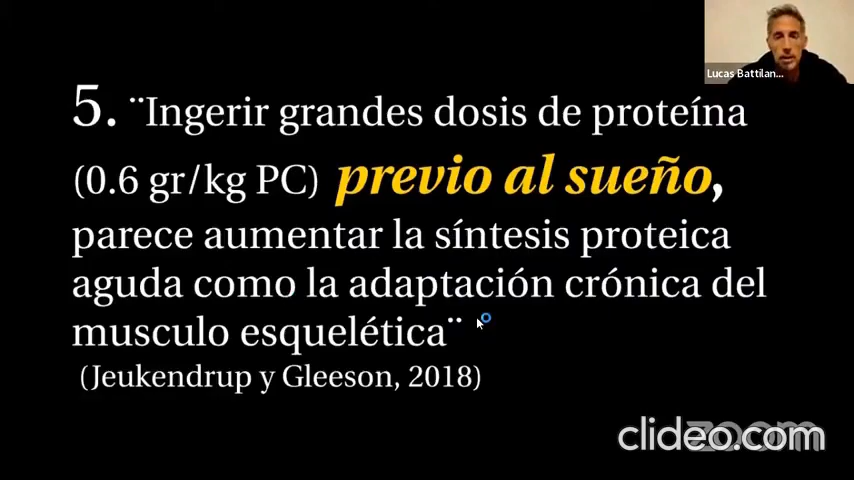 Lucas Battilan...
5. ¨Ingerir grandes dosis de proteína
(0.6 gr/kg PC) previo al sueño,
parece aumentar la síntesis proteica
aguda como la adaptación crónica del
musculo esquelética¨
(Jeukendrup y Gleeson, 2018)
clideo.com
zoom